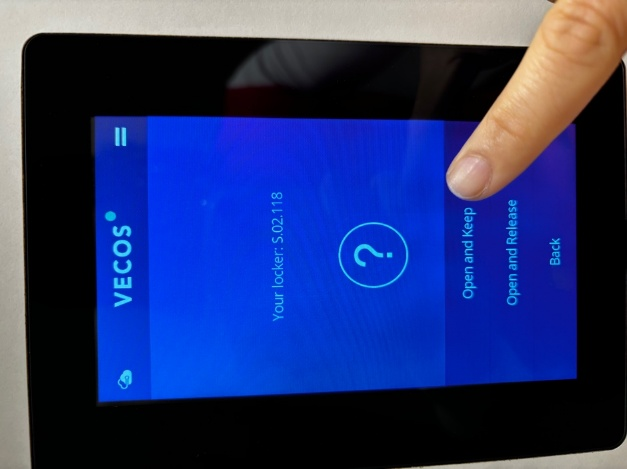 VECOS
Your locker: S.02.118
?
Open and Keep
Open and Release
Back